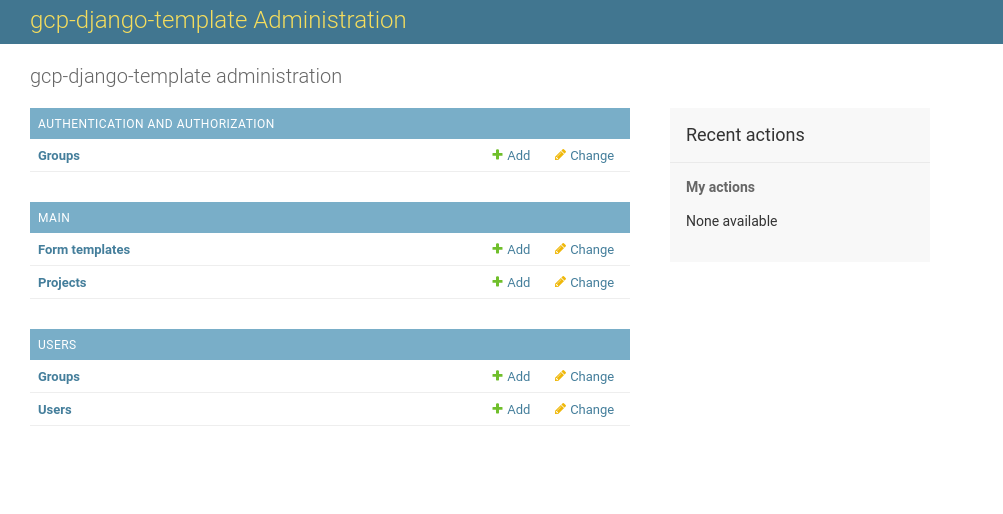 gcp-django-template Administration
gcp-django-template administration
AUTHENTICATION AND AUTHORIZATION
Groups Add Change
MAIN
Form templates Add Change
Projects Add Change
USERS
Groups Add Change
Users Add Change
Recent actions
My actions
None available